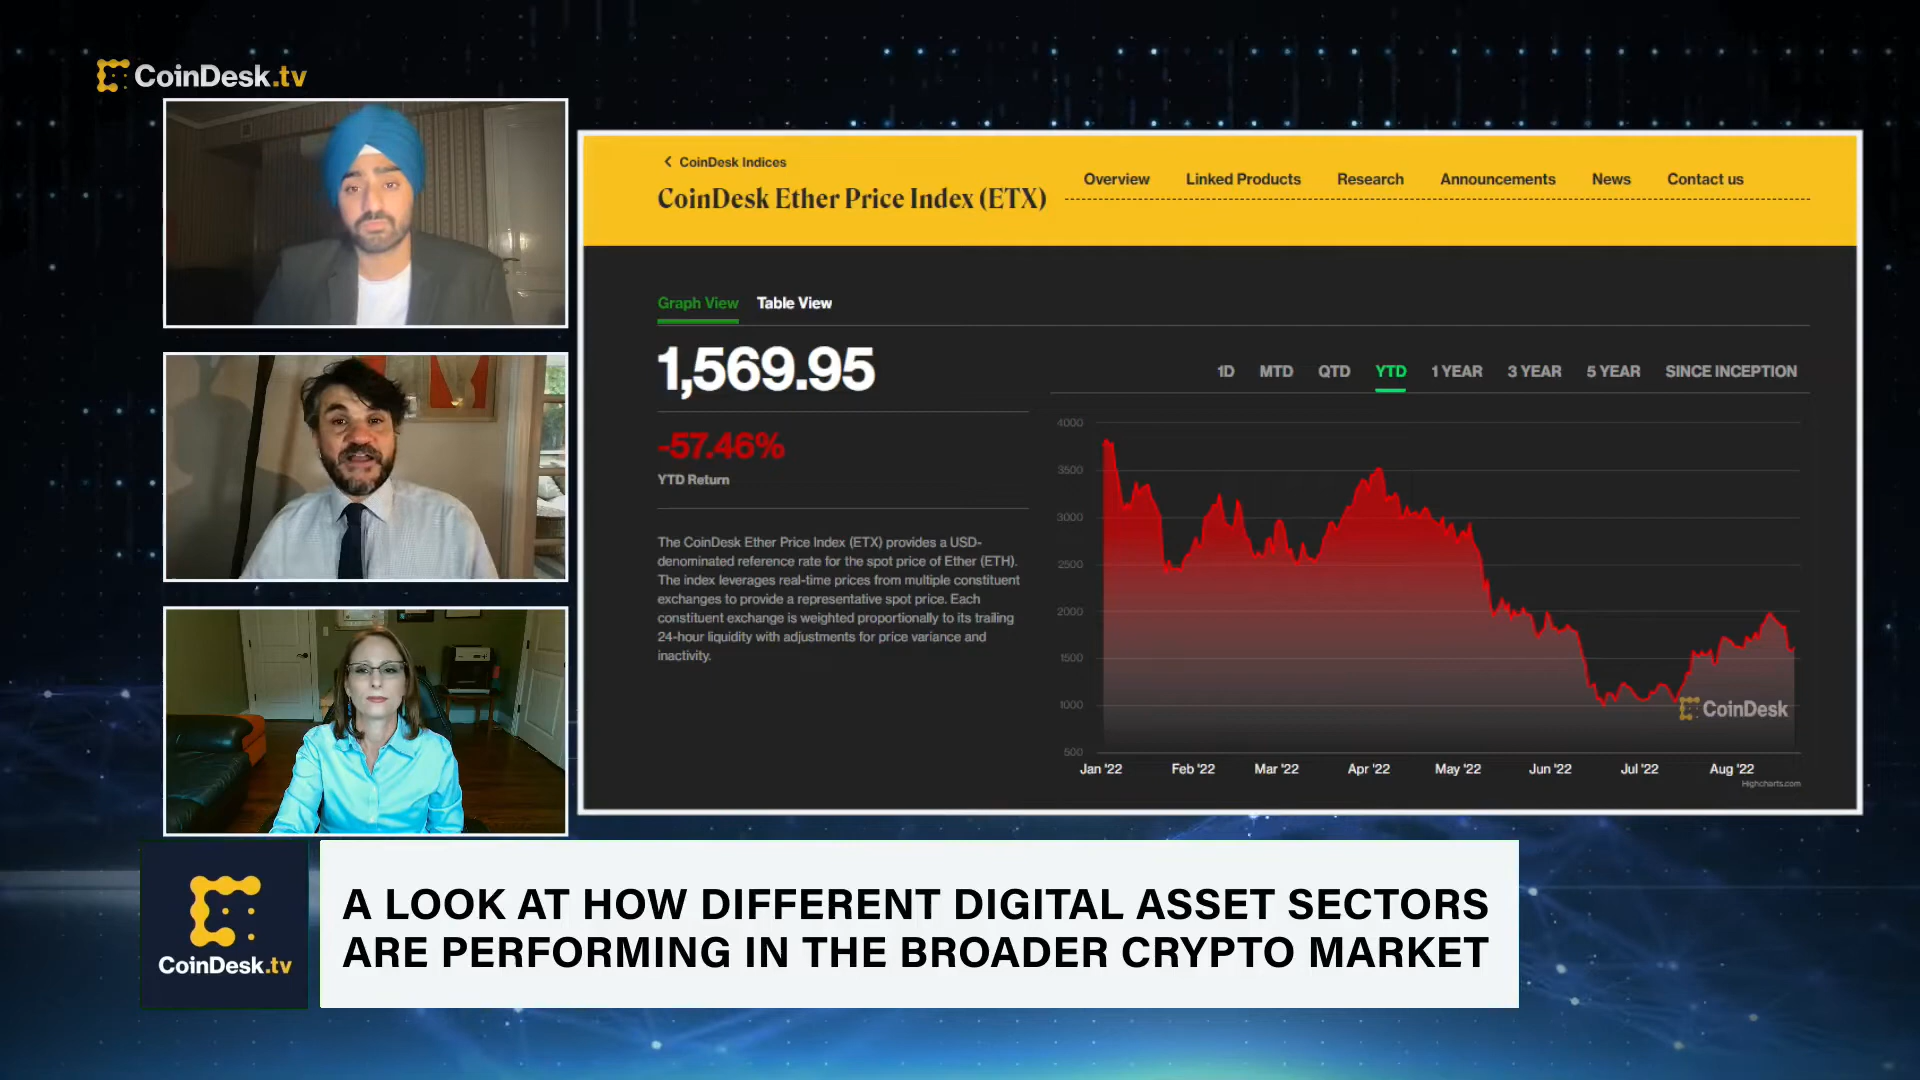 CoinDesk.tv
CoinDesk Indices
CoinDesk Ether Price Index (ETX)
Overview Linked Products Research Announcements News Contact us
Graph View Table View
1,569.95
-57.46%
YTD Return
The CoinDesk Ether Price Index (ETX) provides a USD-
denominated reference rate for the spot price of Ether (ETH).
The index leverages real-time prices from multiple constituent
exchanges to provide a representative spot price. Each
constituent exchange is weighted proportionally to its trailing
24-hour liquidity with adjustments for price variance and
inactivity.
1D MTD QTD YTD 1 YEAR 3 YEAR 5 YEAR SINCE INCEPTION
4000
3500
3000
2500
2000
1500
1000
500
CoinDesk
Jan '22 Feb '22 Mar '22 Apr '22 May '22 Jun '22 Jul '22 Aug '22
Highcharts.com
CoinDesk.tv
A LOOK AT HOW DIFFERENT DIGITAL ASSET SECTORS
ARE PERFORMING IN THE BROADER CRYPTO MARKET